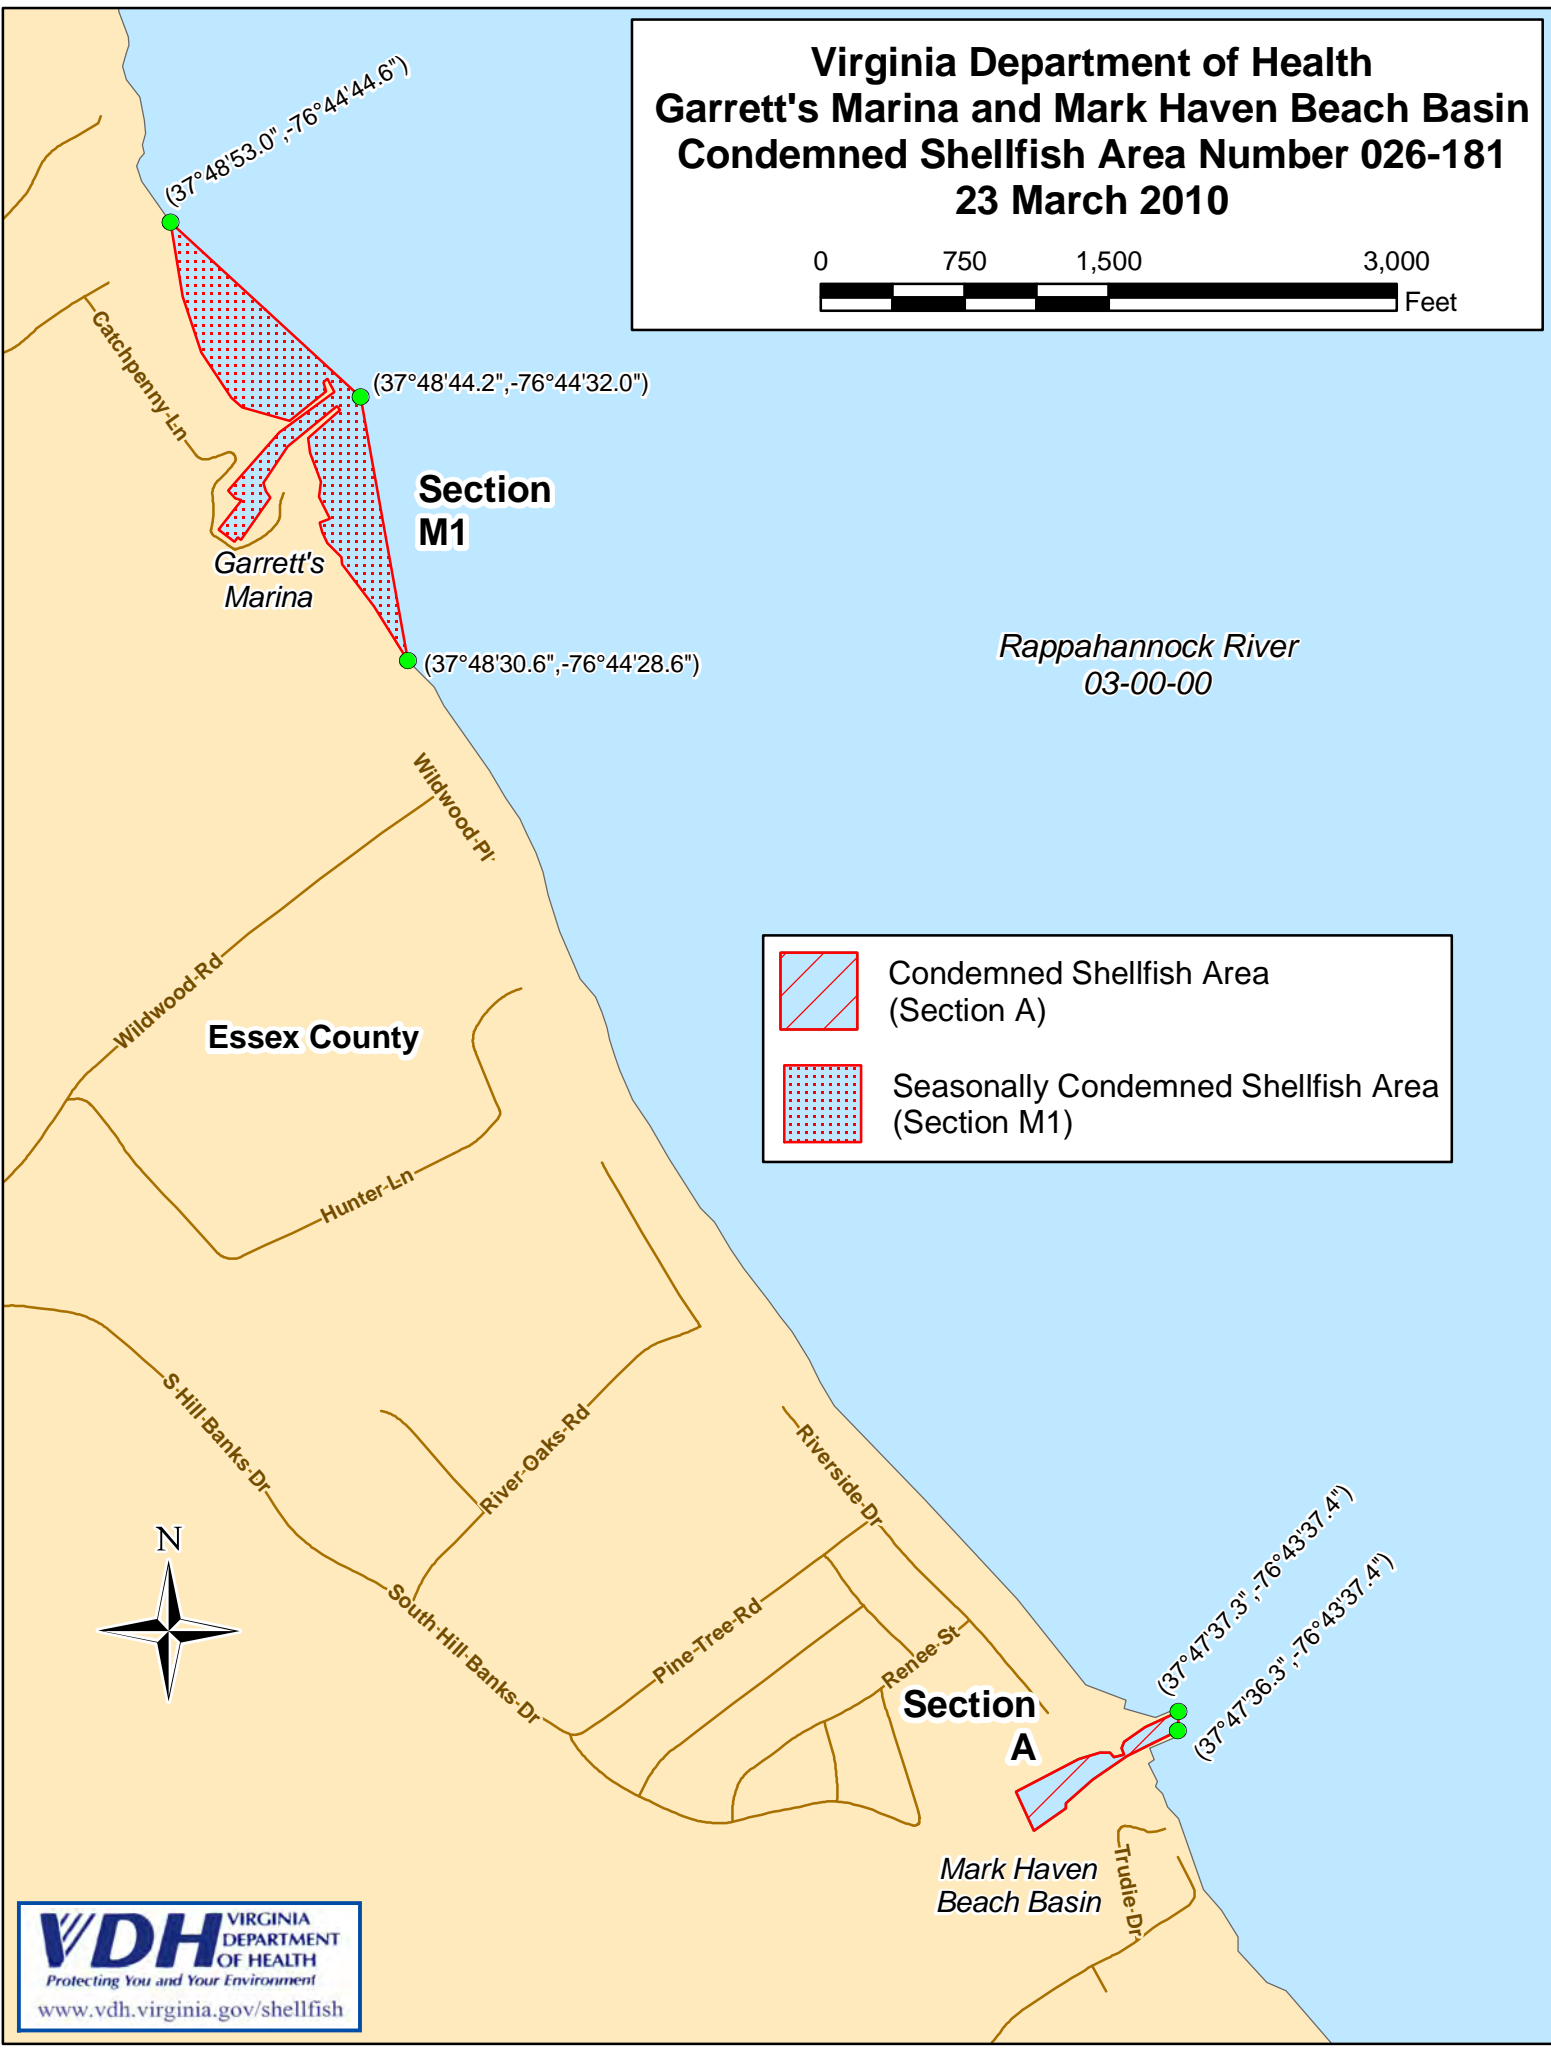 Virginia Department of Health
Garrett's Marina and Mark Haven Beach Basin
Condemned Shellfish Area Number 026-181
23 March 2010
0 750 1,500 3,000
Feet
(37°48'53.0",-76°44'44.6")
Catchpenny Ln
(37°48'44.2",-76°44'32.0")
Section
M1
Garrett's
Marina
(37°48'30.6",-76°44'28.6")
Rappahannock River
03-00-00
Wildwood Pl
Wildwood Rd
Essex County
Condemned Shellfish Area
(Section A)
Seasonally Condemned Shellfish Area
(Section M1)
Hunter Ln
S Hill Banks Dr
River Oaks Rd
Riverside Dr
N
South Hill Banks Dr
Pine Tree Rd
Renee St
(37°47'37.3",-76°43'37.4")
(37°47'36.3",-76°43'37.4")
Section
A
Mark Haven
Beach Basin
Trudie Dr
VDH VIRGINIA
DEPARTMENT
OF HEALTH
Protecting You and Your Environment
www.vdh.virginia.gov/shellfish